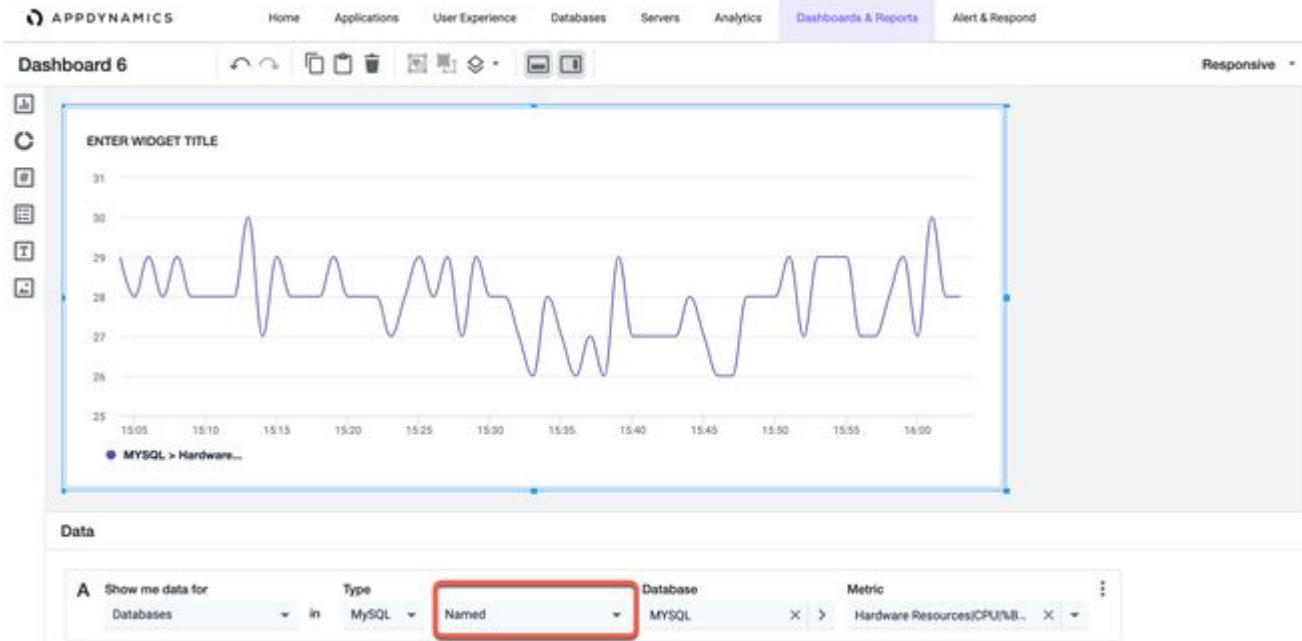 APPDYNAMICS Home Applications User Experience Databases Servers Analytics Dashboards & Reports Alert & Respond
Dashboard 6 Responsive
ENTER WIDGET TITLE
31
30
29
28
27
26
25
15:05 15:10 15:15 15:20 15:25 15:30 15:35 15:40 15:45 15:50 15:55 16:00
MYSQL > Hardware...
Data
A Show me data for Type Database Metric
Databases in MySQL Named MYSQL Hardware Resources|CPU|%B...